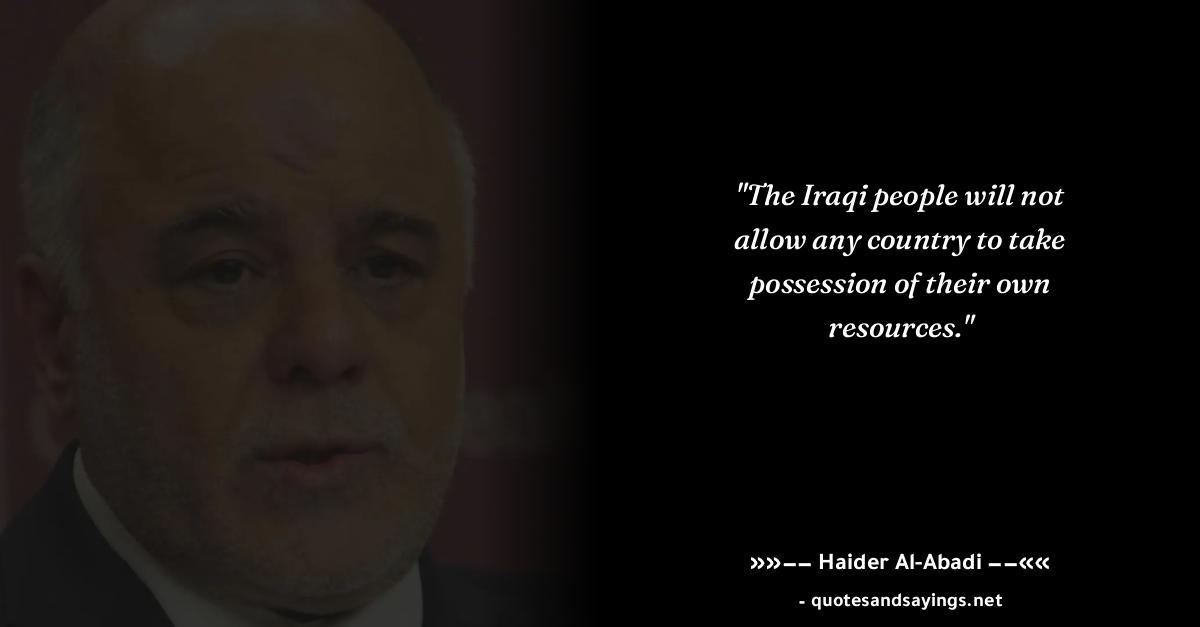 "The Iraqi people will not
allow any country to take
possession of their own
resources."
»»−− Haider Al-Abadi −−««
- quotesandsayings.net